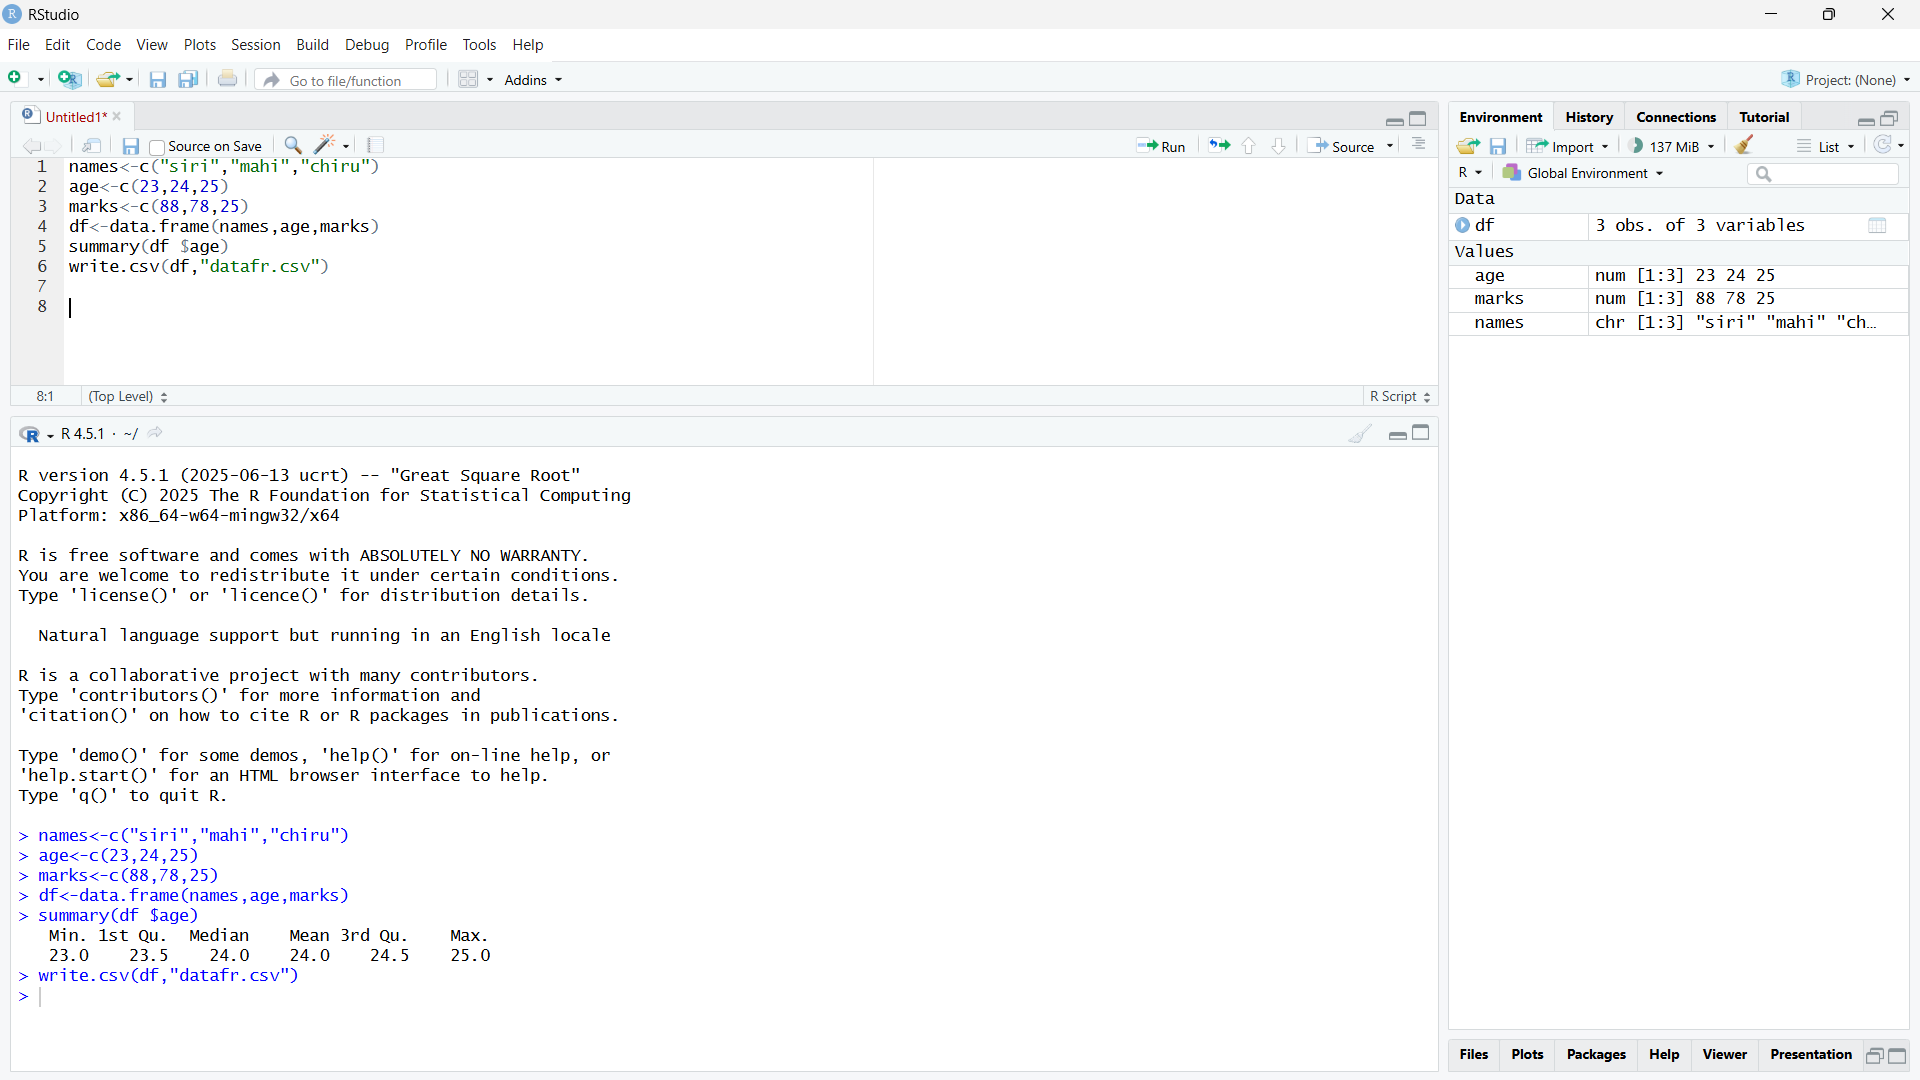 RStudio
File Edit Code View Plots Session Build Debug Profile Tools Help
Go to file/function Addins Project: (None)
Untitled1*
Source on Save Run Source
1 names<-c("siri","mahi","chiru")
2 age<-c(23,24,25)
3 marks<-c(88,78,25)
4 df<-data.frame(names,age,marks)
5 summary(df $age)
6 write.csv(df,"datafr.csv")
7
8
8:1 (Top Level) R Script
R 4.5.1 · ~/
R version 4.5.1 (2025-06-13 ucrt) -- "Great Square Root"
Copyright (C) 2025 The R Foundation for Statistical Computing
Platform: x86_64-w64-mingw32/x64
R is free software and comes with ABSOLUTELY NO WARRANTY.
You are welcome to redistribute it under certain conditions.
Type 'license()' or 'licence()' for distribution details.
Natural language support but running in an English locale
R is a collaborative project with many contributors.
Type 'contributors()' for more information and
'citation()' on how to cite R or R packages in publications.
Type 'demo()' for some demos, 'help()' for on-line help, or
'help.start()' for an HTML browser interface to help.
Type 'q()' to quit R.
> names<-c("siri","mahi","chiru")
> age<-c(23,24,25)
> marks<-c(88,78,25)
> df<-data.frame(names,age,marks)
> summary(df $age)
Min. 1st Qu. Median Mean 3rd Qu. Max.
23.0 23.5 24.0 24.0 24.5 25.0
> write.csv(df,"datafr.csv")
>
Environment History Connections Tutorial
Import 137 MiB List
R Global Environment
Data
df 3 obs. of 3 variables
Values
age num [1:3] 23 24 25
marks num [1:3] 88 78 25
names chr [1:3] "siri" "mahi" "ch…
Files Plots Packages Help Viewer Presentation